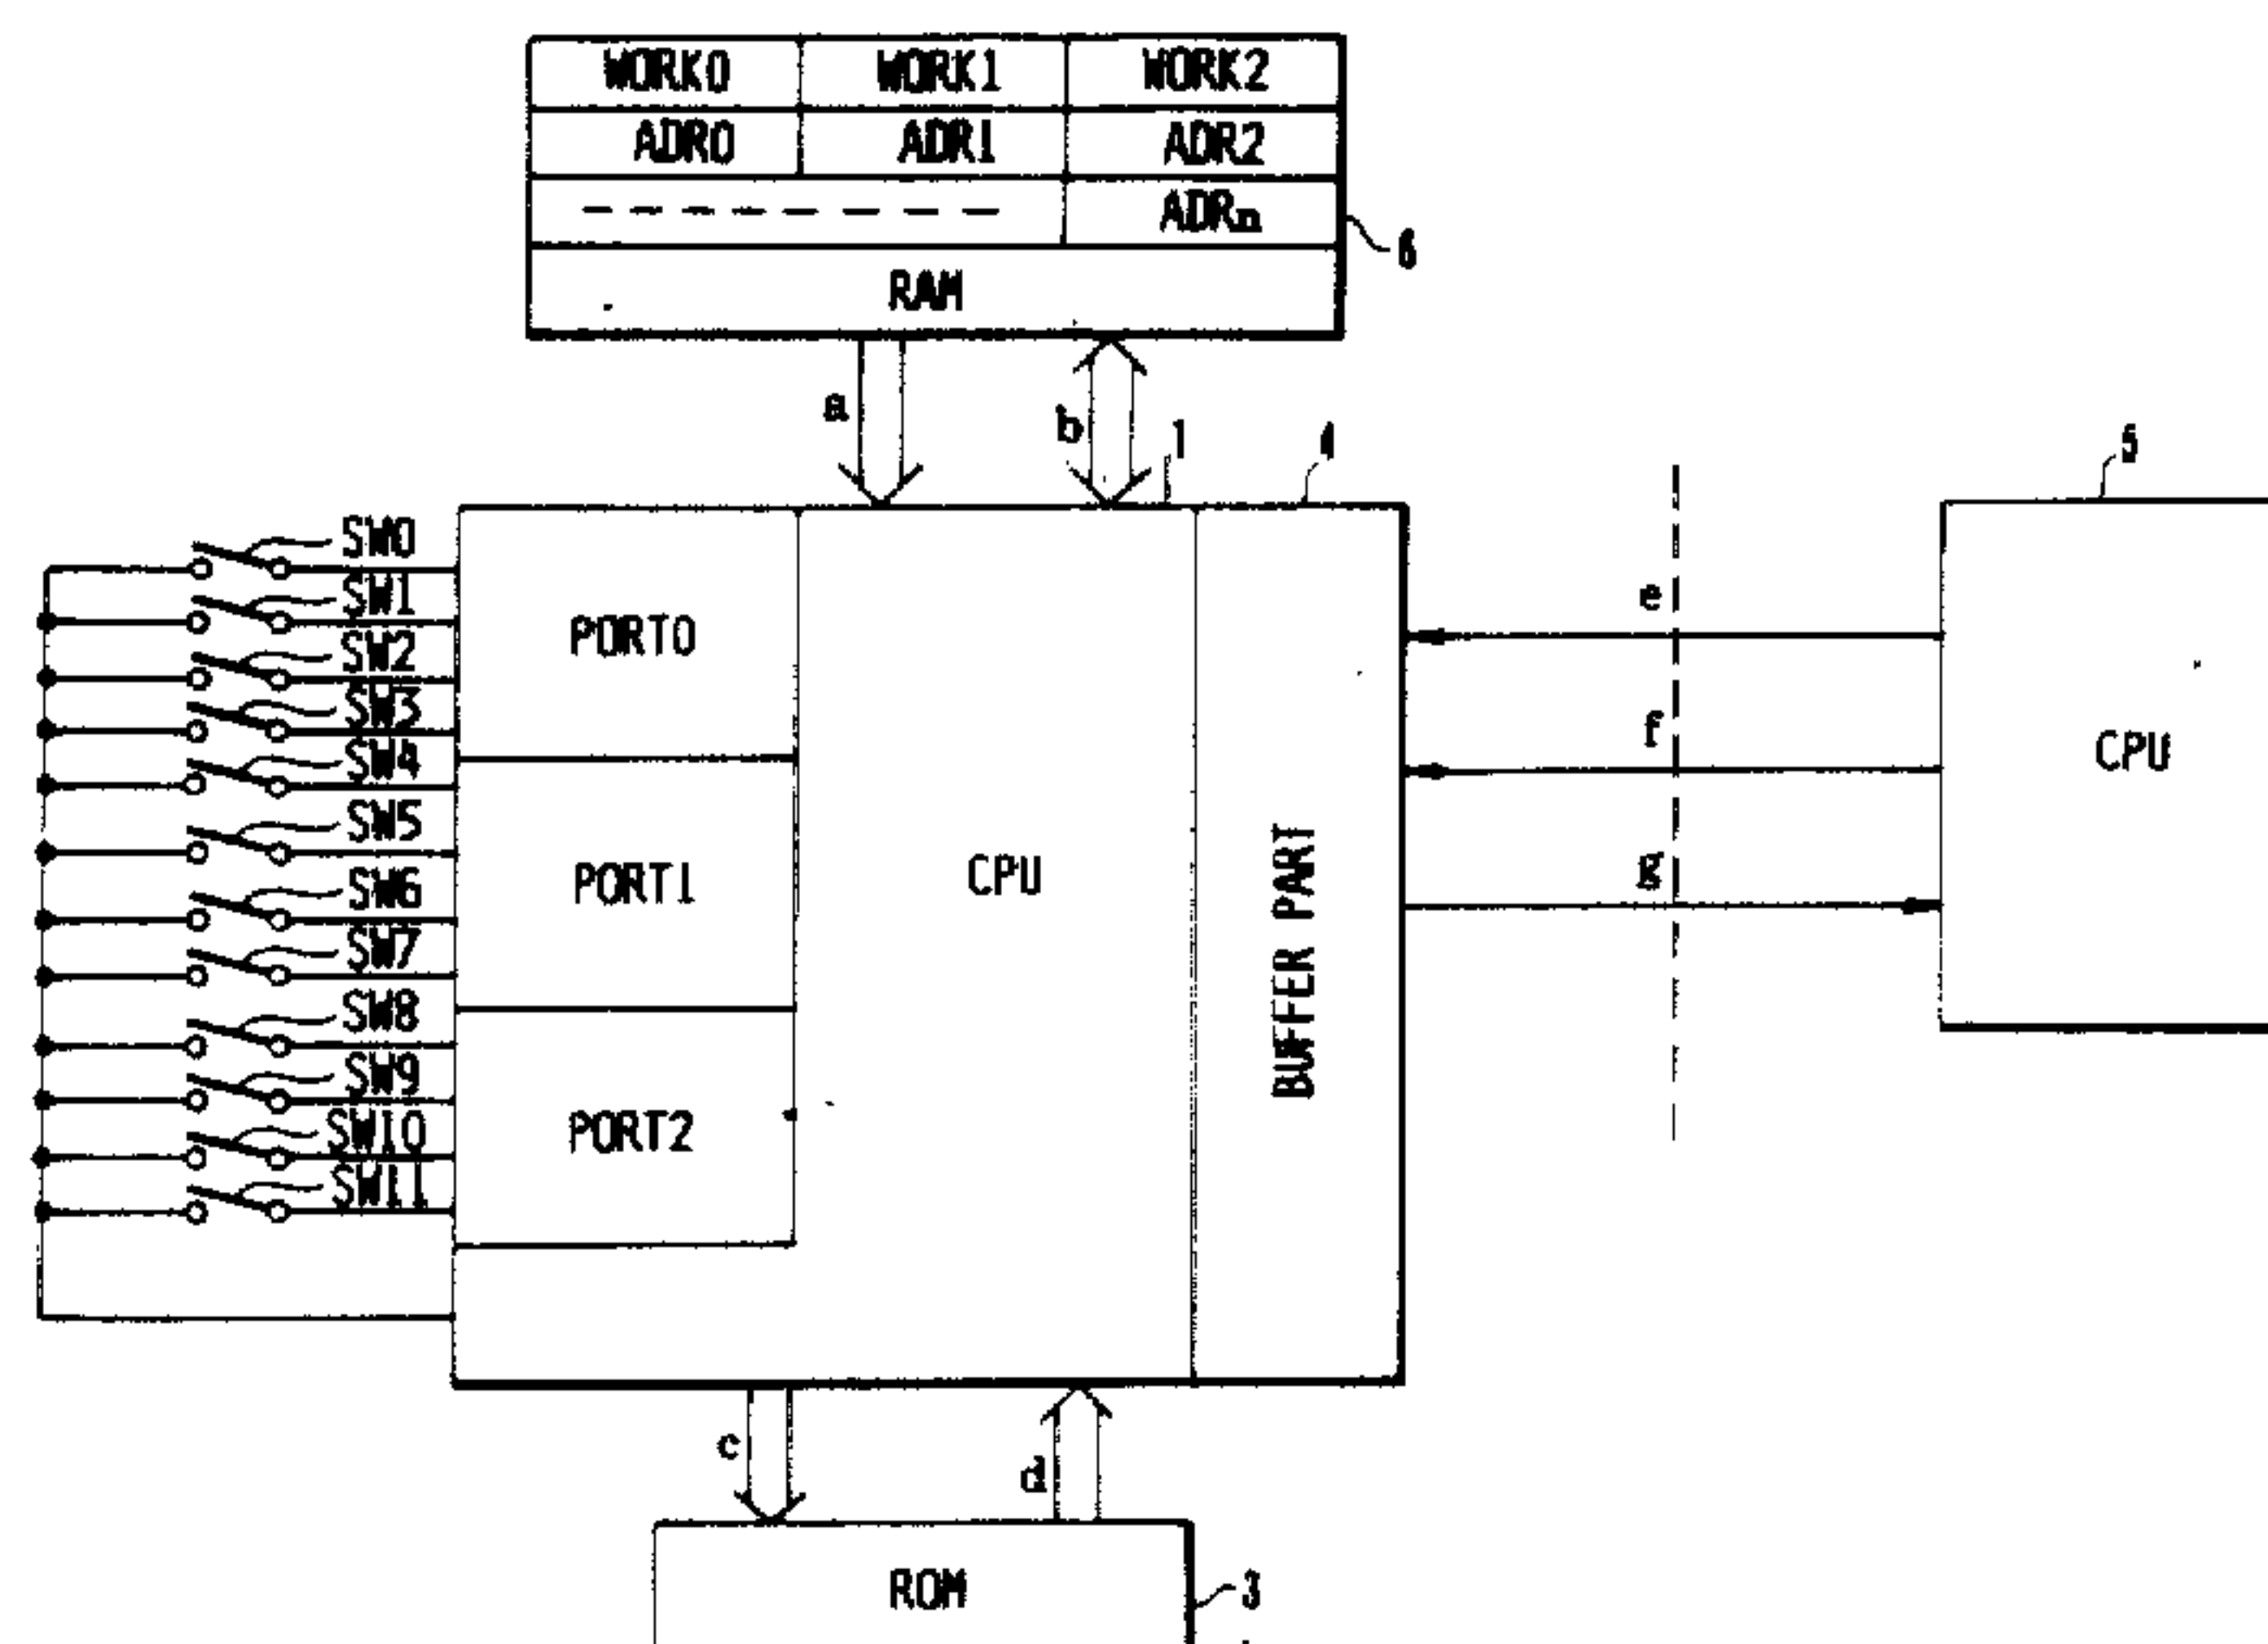 WORK0 WORK1 WORK2
ADR0 ADR1 ADR2
ADRn
RAM
6
a
b
1
4
5
SW0
SW1
SW2
SW3
SW4
SW5
SW6
SW7
SW8
SW9
SW10
SW11
PORT0
PORT1
PORT2
CPU
BUFFER PART
e
f
g
CPU
c
d
ROM
3